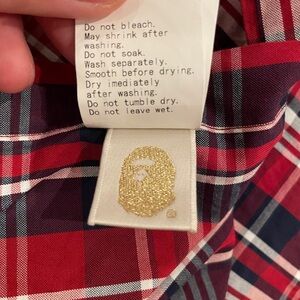 Do not bleach.
May shrink after
washing.
Do not soak.
Wash separately.
Smooth before drying.
Dry imediately
after washing.
Do not tumble dry.
Do not leave wet.